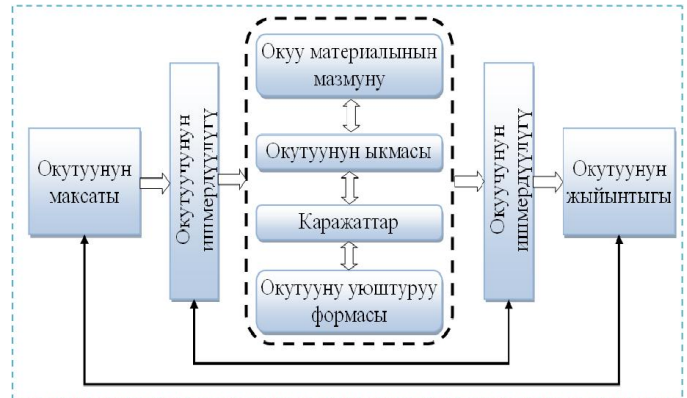 Окутуунун
максаты
Окутуучунун
ишмердүүлүгү
Окуу материалынын
мазмуну
Окутуунун ыкмасы
Каражаттар
Окутууну уюштуруу
формасы
Окуучунун
ишмердүүлүгү
Окутуунун
жыйынтыгы